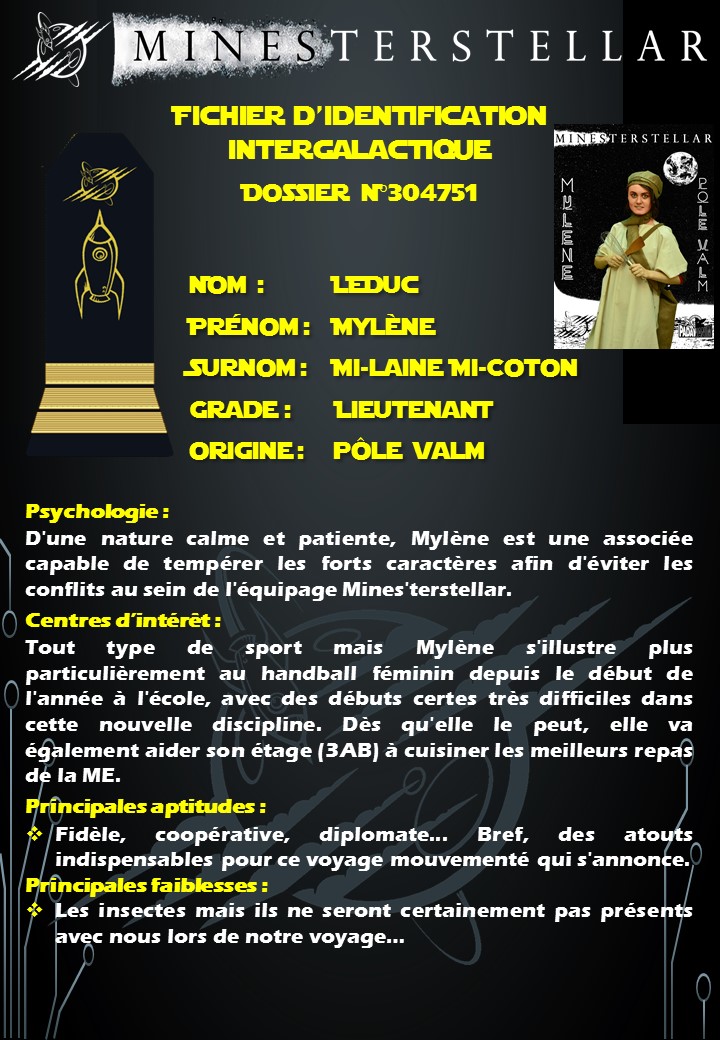 MINES'TERSTELLAR
FICHIER D'IDENTIFICATION
INTERGALACTIQUE
DOSSIER N°304751
MINES'TERSTELLAR
MYLENE
POLE VALM
NOM : LEDUC
PRÉNOM : MYLÈNE
SURNOM : MI-LAINE MI-COTON
GRADE : LIEUTENANT
ORIGINE : PÔLE VALM
Psychologie :
D'une nature calme et patiente, Mylène est une associée
capable de tempérer les forts caractères afin d'éviter les
conflits au sein de l'équipage Mines'terstellar.
Centres d'intérêt :
Tout type de sport mais Mylène s'illustre plus
particulièrement au handball féminin depuis le début de
l'année à l'école, avec des débuts certes très difficiles dans
cette nouvelle discipline. Dès qu'elle le peut, elle va
également aider son étage (3AB) à cuisiner les meilleurs repas
de la ME.
Principales aptitudes :
❖ Fidèle, coopérative, diplomate... Bref, des atouts
indispensables pour ce voyage mouvementé qui s'annonce.
Principales faiblesses :
❖ Les insectes mais ils ne seront certainement pas présents
avec nous lors de notre voyage...